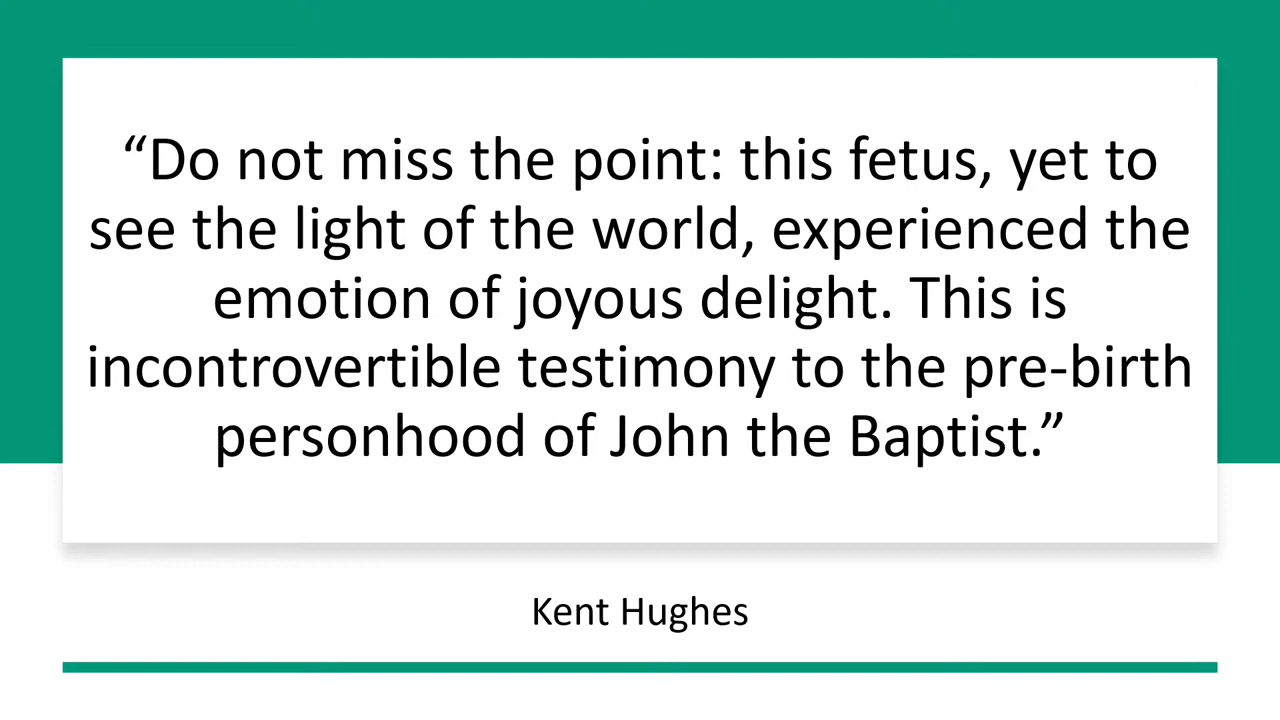 “Do not miss the point: this fetus, yet to
see the light of the world, experienced the
emotion of joyous delight. This is
incontrovertible testimony to the pre-birth
personhood of John the Baptist.”
Kent Hughes